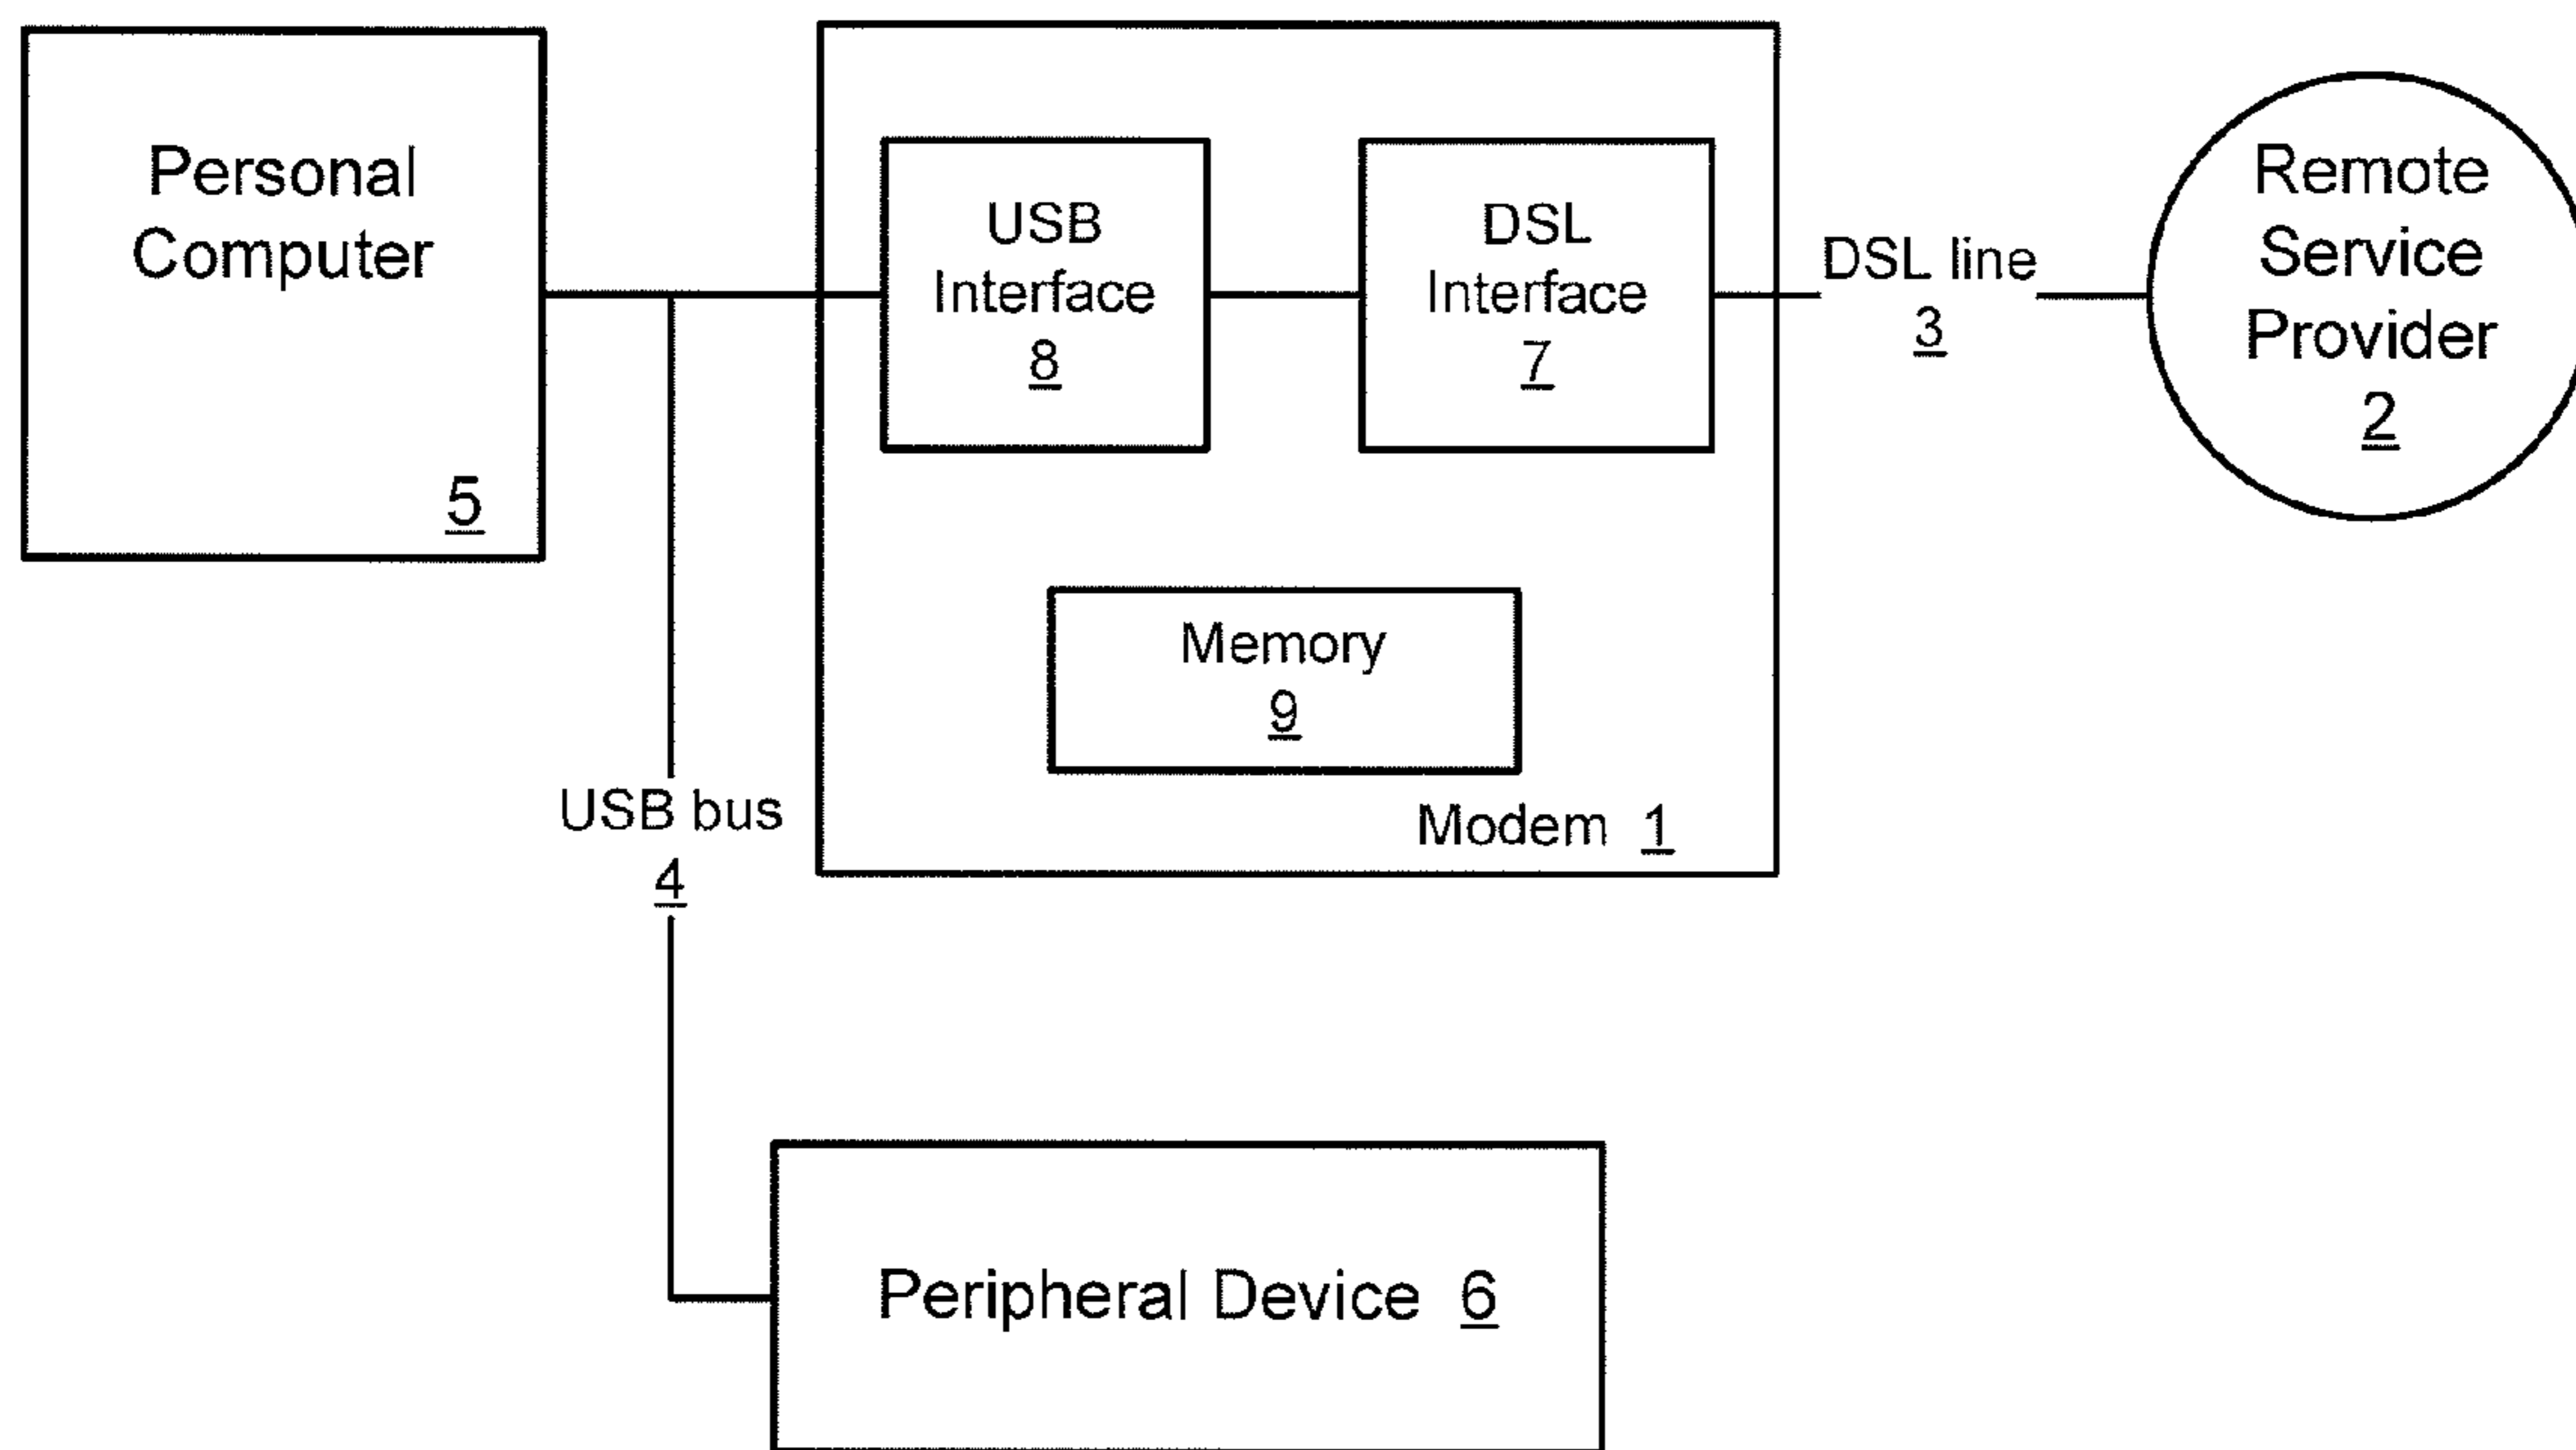 Personal
Computer
5
USB
Interface
8
DSL
Interface
7
DSL line
3
Remote
Service
Provider
2
Memory
9
Modem 1
USB bus
4
Peripheral Device 6